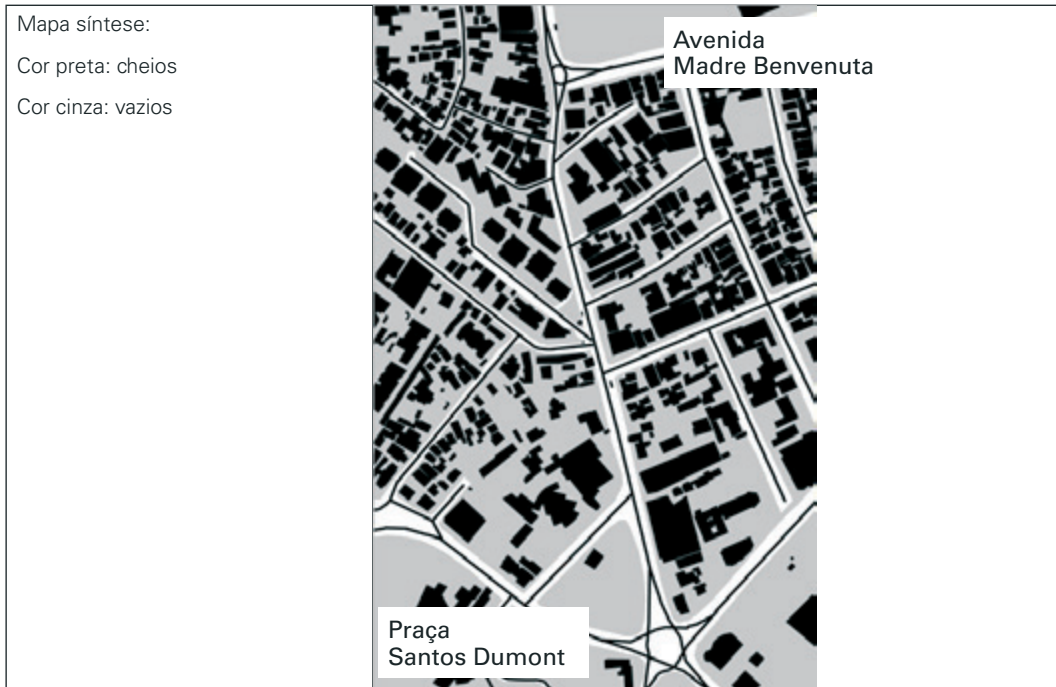 Mapa síntese:
Cor preta: cheios
Cor cinza: vazios
Avenida
Madre Benvenuta
Praça
Santos Dumont